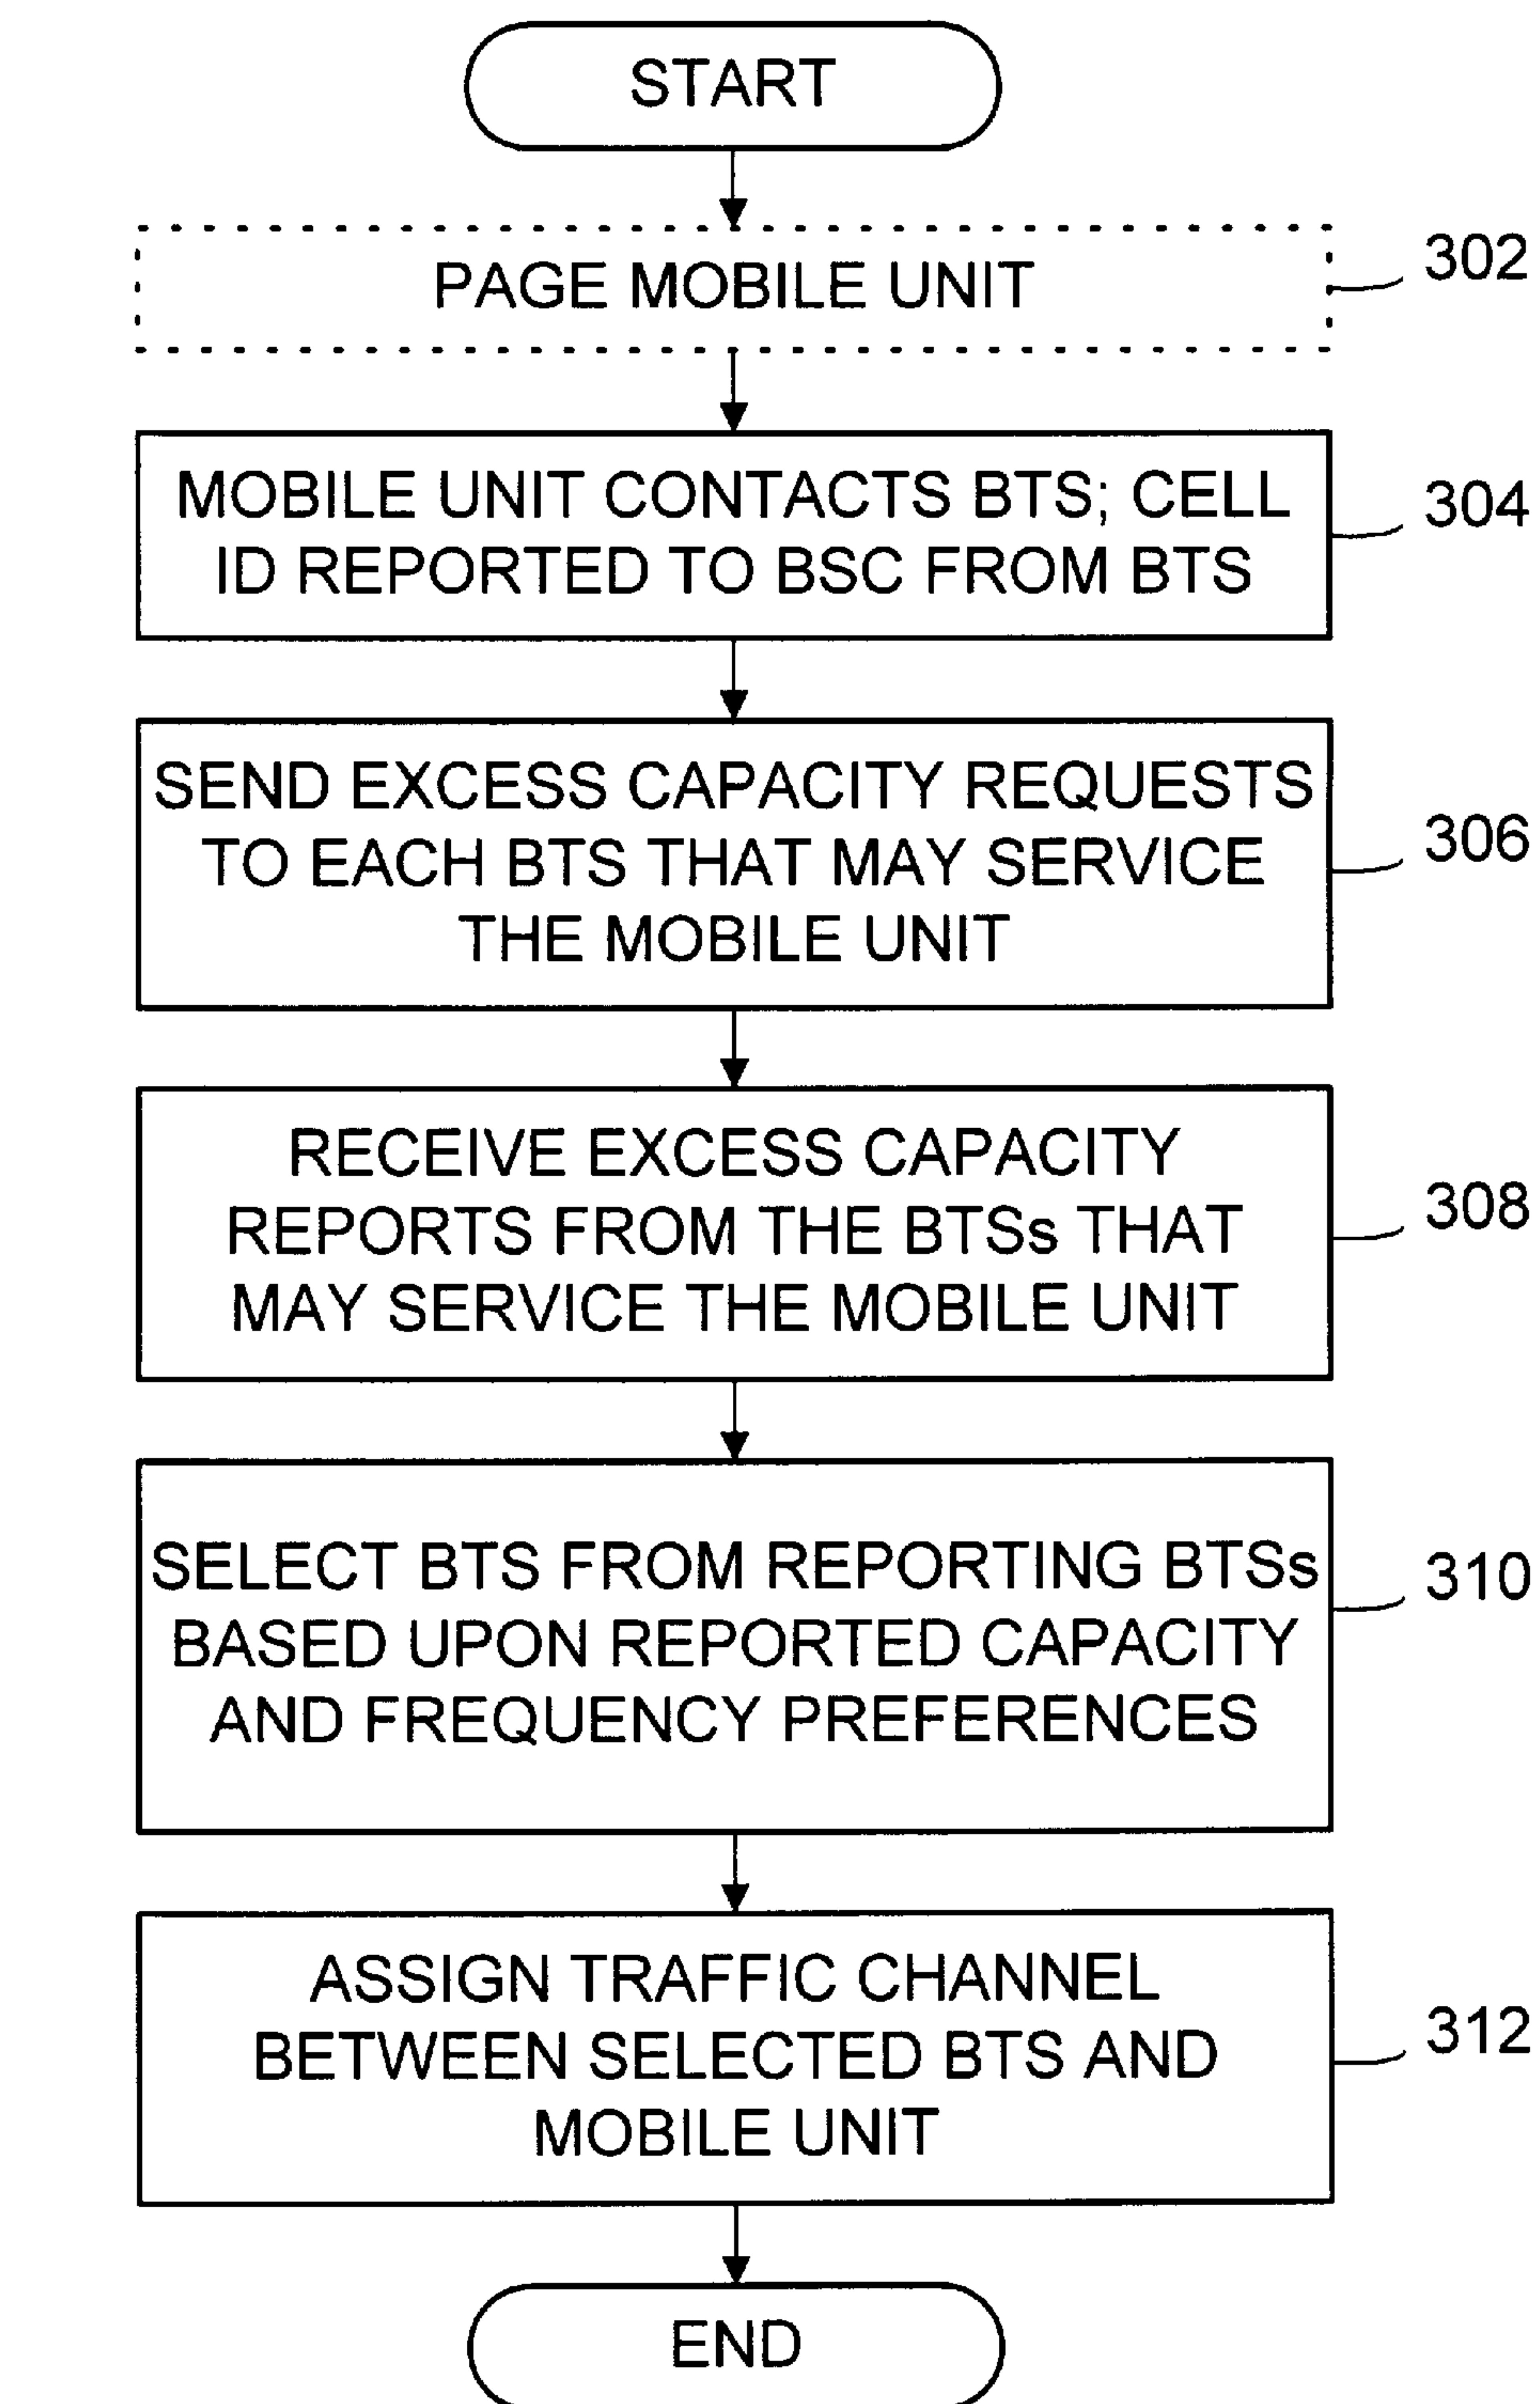 START
PAGE MOBILE UNIT
302
MOBILE UNIT CONTACTS BTS; CELL
ID REPORTED TO BSC FROM BTS
304
SEND EXCESS CAPACITY REQUESTS
TO EACH BTS THAT MAY SERVICE
THE MOBILE UNIT
306
RECEIVE EXCESS CAPACITY
REPORTS FROM THE BTSs THAT
MAY SERVICE THE MOBILE UNIT
308
SELECT BTS FROM REPORTING BTSs
BASED UPON REPORTED CAPACITY
AND FREQUENCY PREFERENCES
310
ASSIGN TRAFFIC CHANNEL
BETWEEN SELECTED BTS AND
MOBILE UNIT
312
END